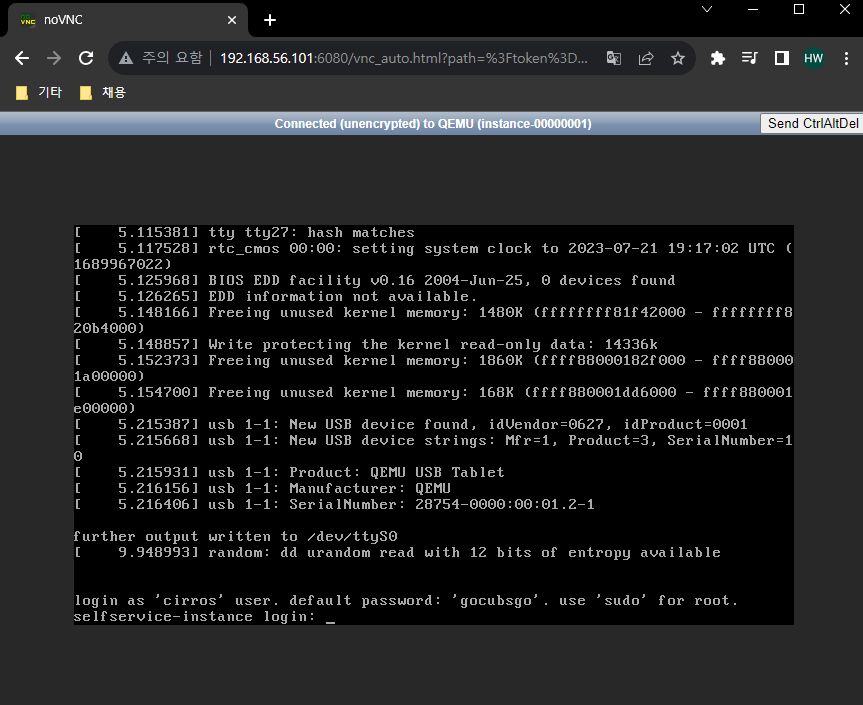 noVNC
주의 요함 192.168.56.101:6080/vnc_auto.html?path=%3Ftoken%3D... HW
기타 채용
Connected (unencrypted) to QEMU (instance-00000001) Send CtrlAltDel
[    5.115381] tty tty27: hash matches
[    5.117528] rtc_cmos 00:00: setting system clock to 2023-07-21 19:17:02 UTC (
1689967022)
[    5.125968] BIOS EDD facility v0.16 2004-Jun-25, 0 devices found
[    5.126265] EDD information not available.
[    5.148166] Freeing unused kernel memory: 1480K (ffffffff81f42000 - ffffffff8
20b4000)
[    5.148857] Write protecting the kernel read-only data: 14336k
[    5.152373] Freeing unused kernel memory: 1860K (ffff88000182f000 - ffff88000
1a00000)
[    5.154700] Freeing unused kernel memory: 168K (ffff880001dd6000 - ffff880001
e00000)
[    5.215387] usb 1-1: New USB device found, idVendor=0627, idProduct=0001
[    5.215668] usb 1-1: New USB device strings: Mfr=1, Product=3, SerialNumber=1
0
[    5.215931] usb 1-1: Product: QEMU USB Tablet
[    5.216156] usb 1-1: Manufacturer: QEMU
[    5.216406] usb 1-1: SerialNumber: 28754-0000:00:01.2-1
further output written to /dev/ttyS0
[    9.948993] random: dd urandom read with 12 bits of entropy available
login as 'cirros' user. default password: 'gocubsgo'. use 'sudo' for root.
selfservice-instance login: _